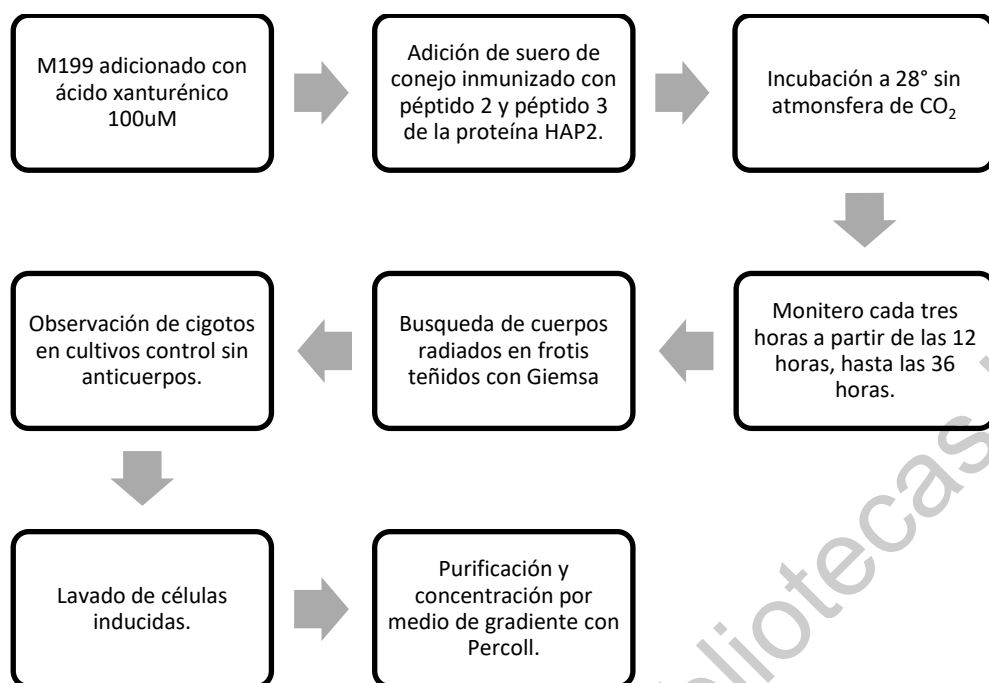 M199 adicionado con
ácido xanturénico
100uM
Adición de suero de
conejo inmunizado con
péptido 2 y péptido 3
de la proteína HAP2.
Incubación a 28° sin
atmonsfera de CO2
Monitero cada tres
horas a partir de las 12
horas, hasta las 36
horas.
Busqueda de cuerpos
radiados en frotis
teñidos con Giemsa
Observación de cigotos
en cultivos control sin
anticuerpos.
Lavado de células
inducidas.
Purificación y
concentración por
medio de gradiente con
Percoll.